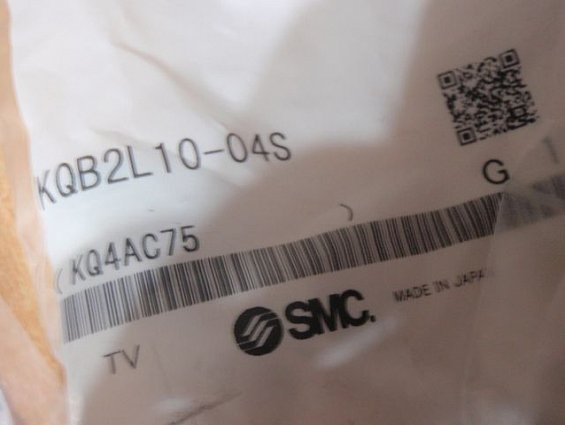 KQB2L10-04S
G
(KQ4AC75 )
SMC.
MADE IN JAPAN
TV